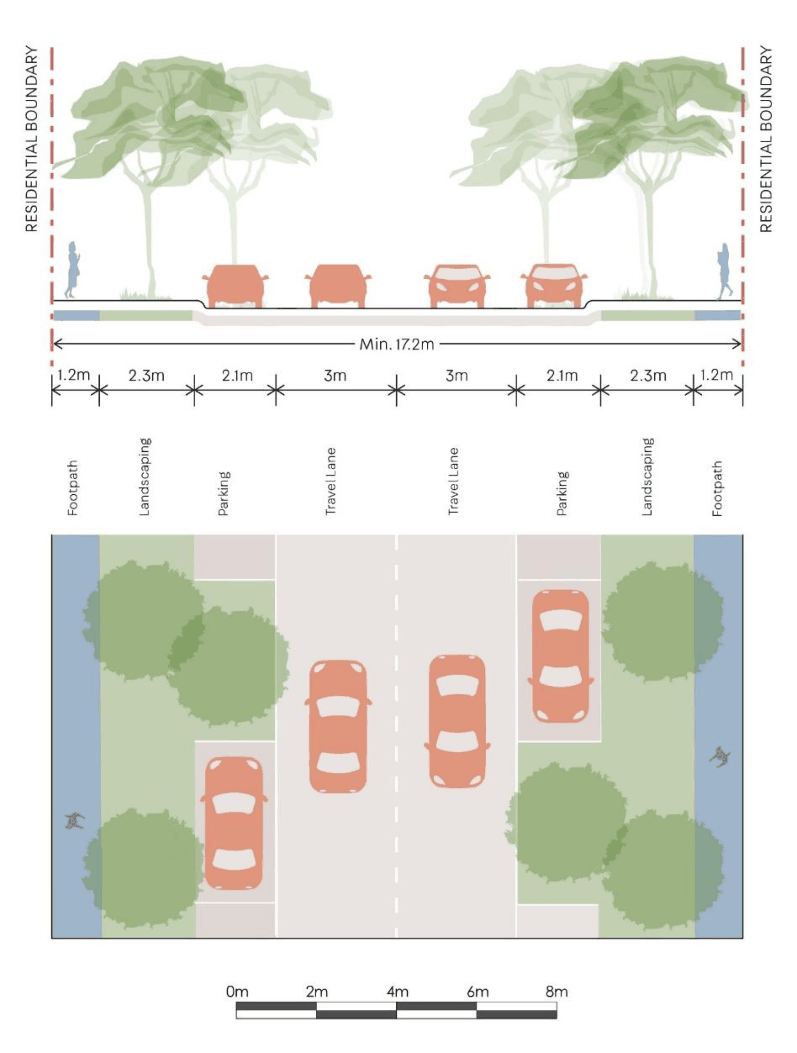 RESIDENTIAL BOUNDARY
RESIDENTIAL BOUNDARY
Min. 17.2m
1.2m
2.3m
2.1m
3m
3m
2.1m
2.3m
1.2m
Footpath
Landscaping
Parking
Travel Lane
Travel Lane
Parking
Landscaping
Footpath
0m
2m
4m
6m
8m